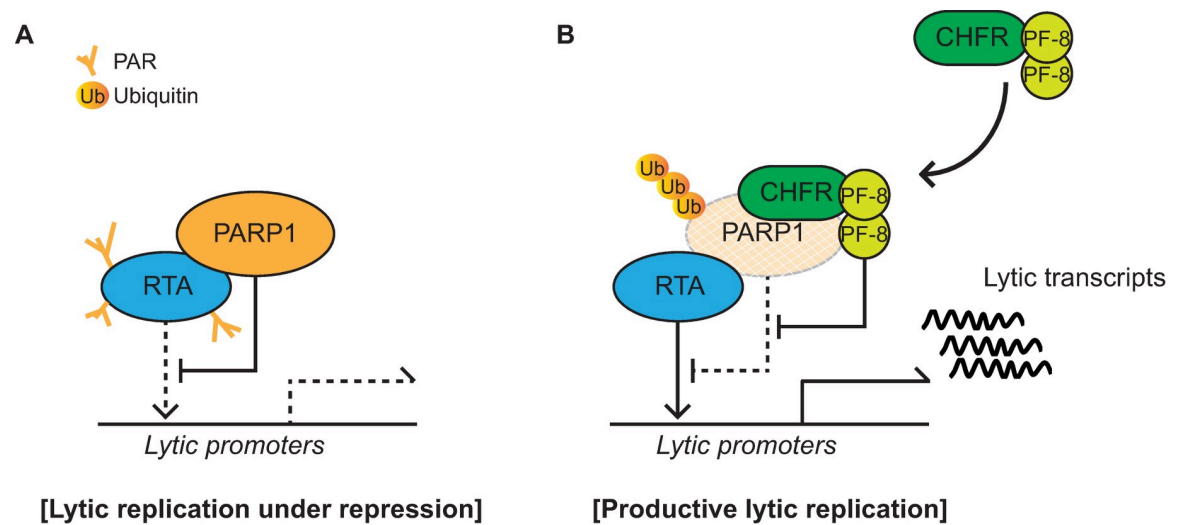 A
PAR
Ub Ubiquitin
PARP1
RTA
Lytic promoters
[Lytic replication under repression]
B
CHFR PF-8
PF-8
Ub
Ub
Ub
CHFR PF-8
PARP1 PF-8
RTA
Lytic transcripts
Lytic promoters
[Productive lytic replication]